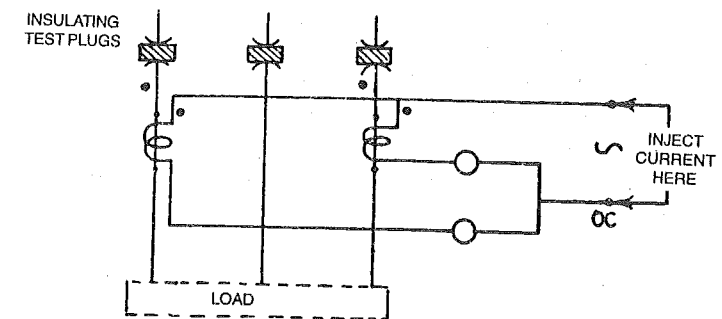 INSULATING
TEST PLUGS
INJECT
CURRENT
HERE
OC
LOAD